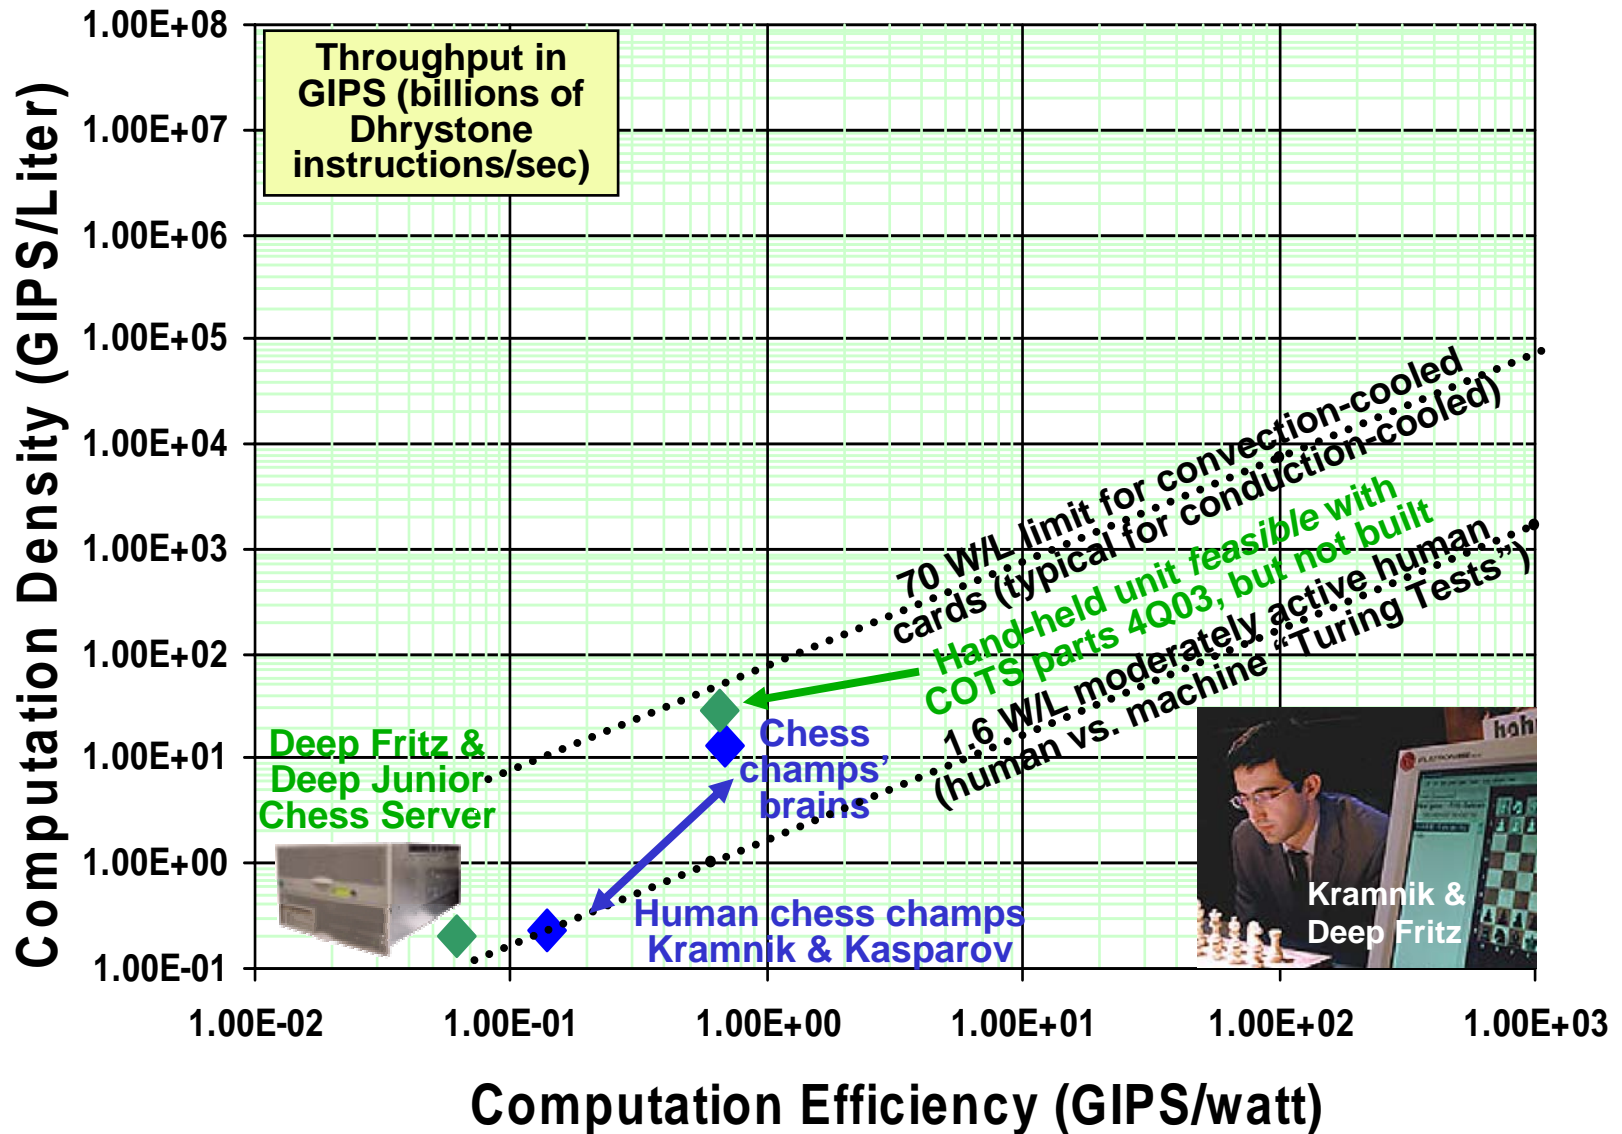 1.00E+08
1.00E+07
1.00E+06
1.00E+05
1.00E+04
1.00E+03
1.00E+02
1.00E+01
1.00E+00
1.00E-01
Computation Density (GIPS/Liter)
Throughput in
GIPS (billions of
Dhrystone
instructions/sec)
70 W/L limit for convection-cooled
cards (typical for conduction-cooled)
Hand-held unit feasible with
COTS parts 4Q03, but not built
1.6 W/L moderately active human
(human vs. machine “Turing Tests”)
Deep Fritz &
Deep Junior
Chess Server
Chess
champs’
brains
Human chess champs
Kramnik & Kasparov
Kramnik &
Deep Fritz
1.00E-02
1.00E-01
1.00E+00
1.00E+01
1.00E+02
1.00E+03
Computation Efficiency (GIPS/watt)